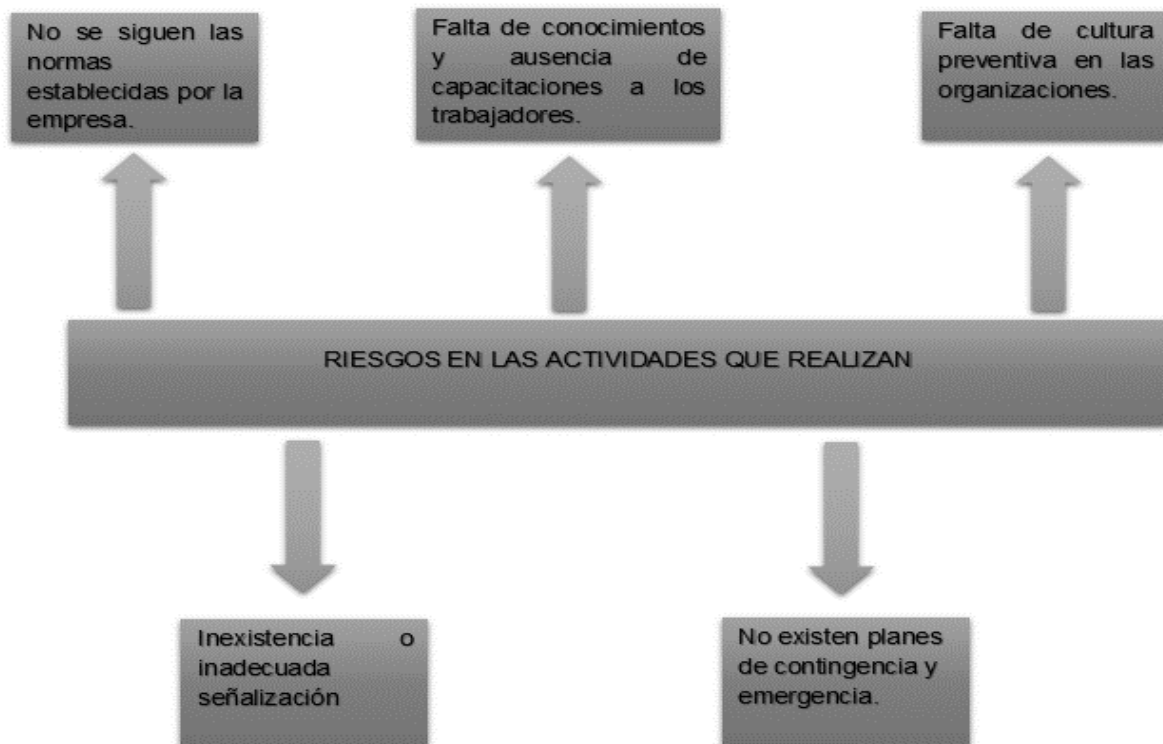 No se siguen las
normas
establecidas por la
empresa.
Falta de conocimientos
y ausencia de
capacitaciones a los
trabajadores.
Falta de cultura
preventiva en las
organizaciones.
RIESGOS EN LAS ACTIVIDADES QUE REALIZAN
Inexistencia o
inadecuada
señalización
No existen planes
de contingencia y
emergencia.